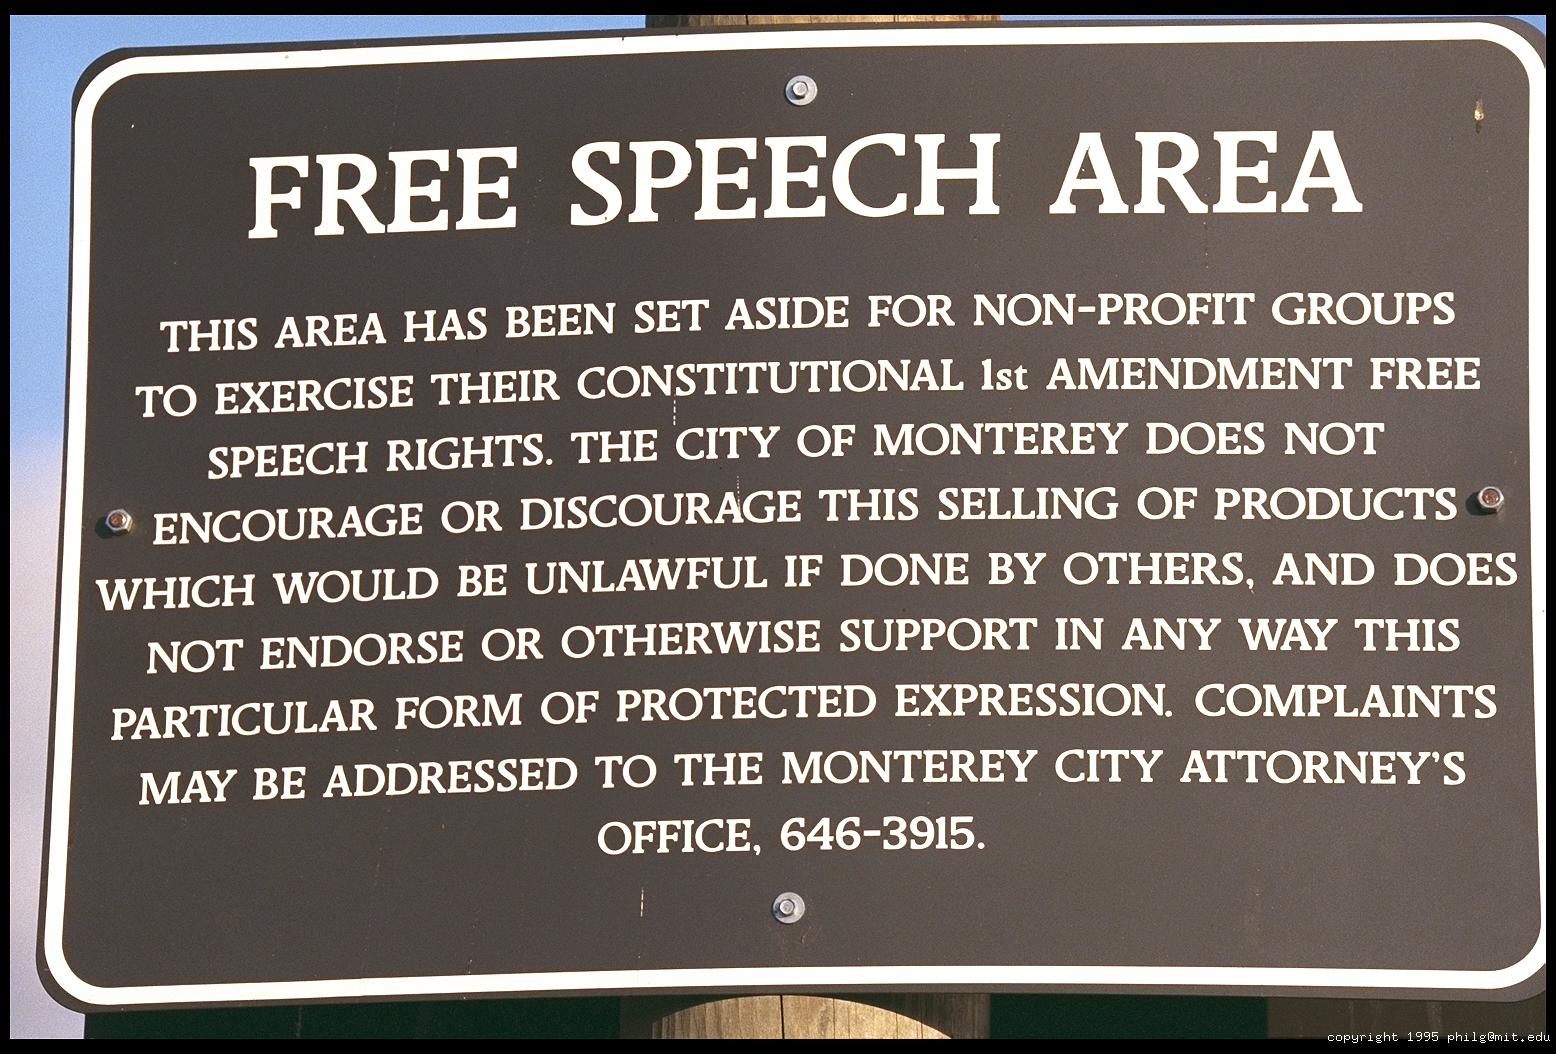 FREE SPEECH AREA
THIS AREA HAS BEEN SET ASIDE FOR NON-PROFIT GROUPS
TO EXERCISE THEIR CONSTITUTIONAL 1st AMENDMENT FREE
SPEECH RIGHTS. THE CITY OF MONTEREY DOES NOT
ENCOURAGE OR DISCOURAGE THIS SELLING OF PRODUCTS
WHICH WOULD BE UNLAWFUL IF DONE BY OTHERS, AND DOES
NOT ENDORSE OR OTHERWISE SUPPORT IN ANY WAY THIS
PARTICULAR FORM OF PROTECTED EXPRESSION. COMPLAINTS
MAY BE ADDRESSED TO THE MONTEREY CITY ATTORNEY'S
OFFICE, 646-3915.
copyright 1995 philg@mit.edu